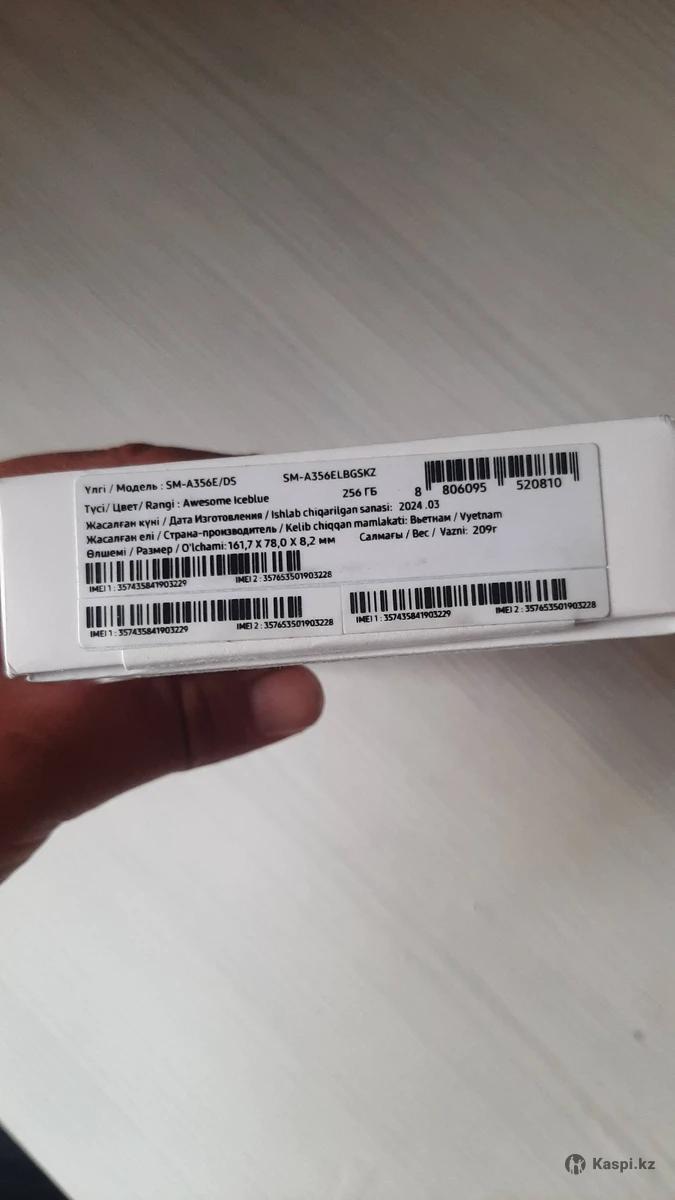 Үлгі / Модель : SM-A356E/DS SM-A356ELBGSKZ
Түсі/ Цвет/ Rangi : Awesome Iceblue 256 ГБ 8 806095 520810
Жасалған күні / Дата Изготовления / Ishlab chiqarilgan sanasi: 2024 .03
Жасалған елі / Страна-производитель / Kelib chiqqan mamlakati: Вьетнам / Vyetnam
Өлшемі / Размер / O'lchami: 161,7 X 78,0 X 8,2 мм Салмағы / Вес / Vazni: 209г
IMEI 1 : 357435841903229 IMEI 2 : 357653501903228
IMEI 1 : 357435841903229 IMEI 2 : 357653501903228
IMEI 1 : 357435841903229 IMEI 2 : 357653501903228
Kaspi.kz